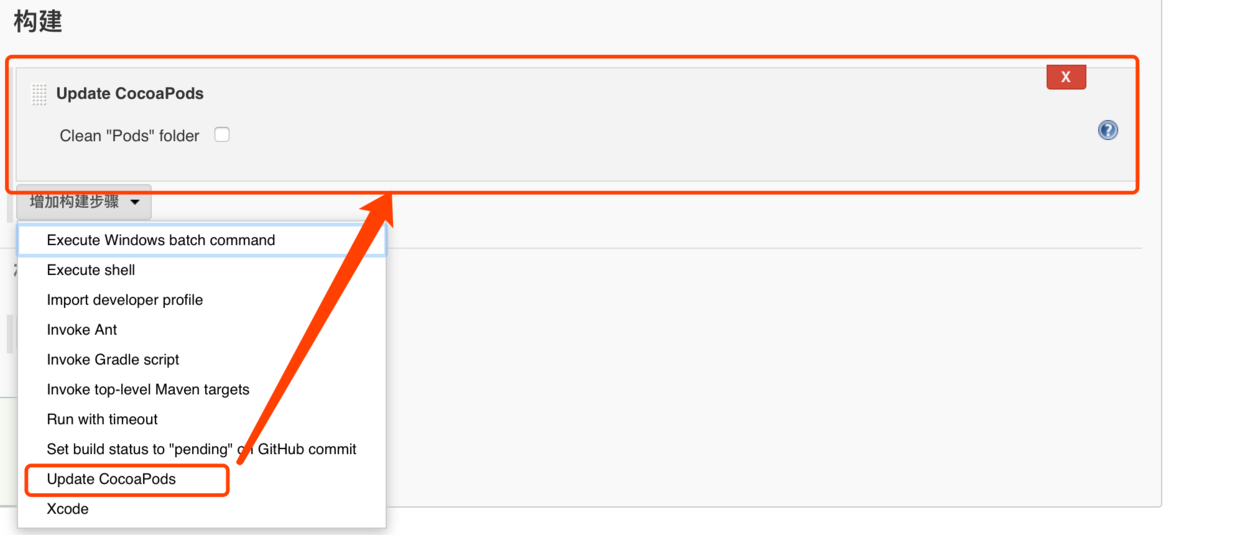 构建
X
Update CocoaPods
Clean "Pods" folder
?
增加构建步骤
Execute Windows batch command
Execute shell
Import developer profile
Invoke Ant
Invoke Gradle script
Invoke top-level Maven targets
Run with timeout
Set build status to "pending" on GitHub commit
Update CocoaPods
Xcode